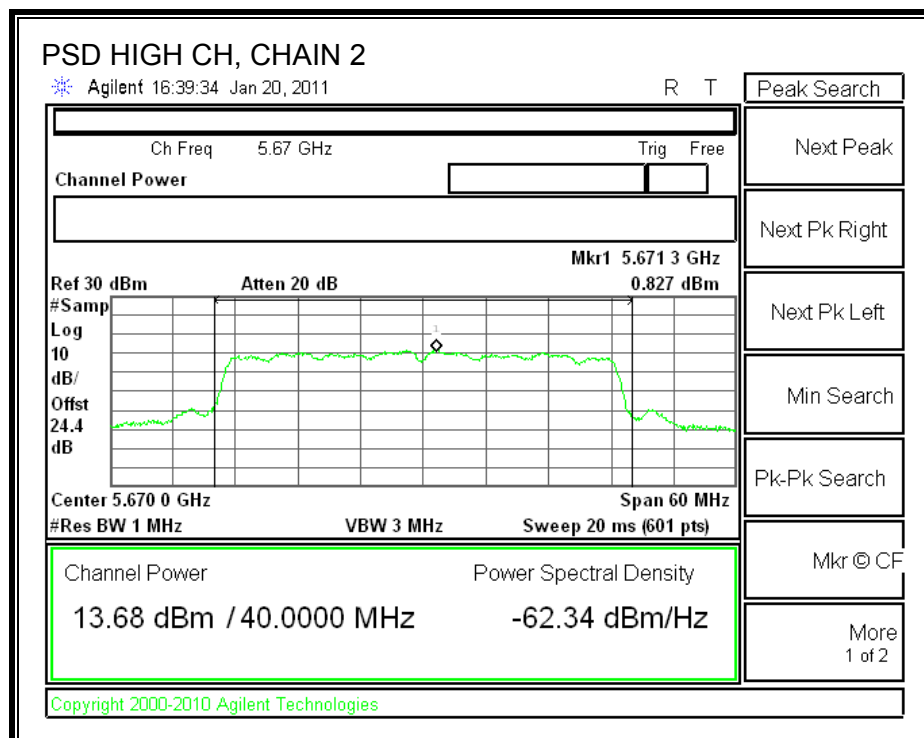 PSD HIGH CH, CHAIN 2
Agilent 16:39:34 Jan 20, 2011 R T
Peak Search
Ch Freq 5.67 GHz Trig Free
Next Peak
Channel Power
Next Pk Right
Mkr1 5.671 3 GHz
Ref 30 dBm Atten 20 dB 0.827 dBm
#Samp
Log
10
dB/
Offst
24.4
dB
1
Next Pk Left
Min Search
Pk-Pk Search
Center 5.670 0 GHz Span 60 MHz
#Res BW 1 MHz VBW 3 MHz Sweep 20 ms (601 pts)
Channel Power Power Spectral Density
13.68 dBm / 40.0000 MHz -62.34 dBm/Hz
Mkr © CF
More
1 of 2
Copyright 2000-2010 Agilent Technologies